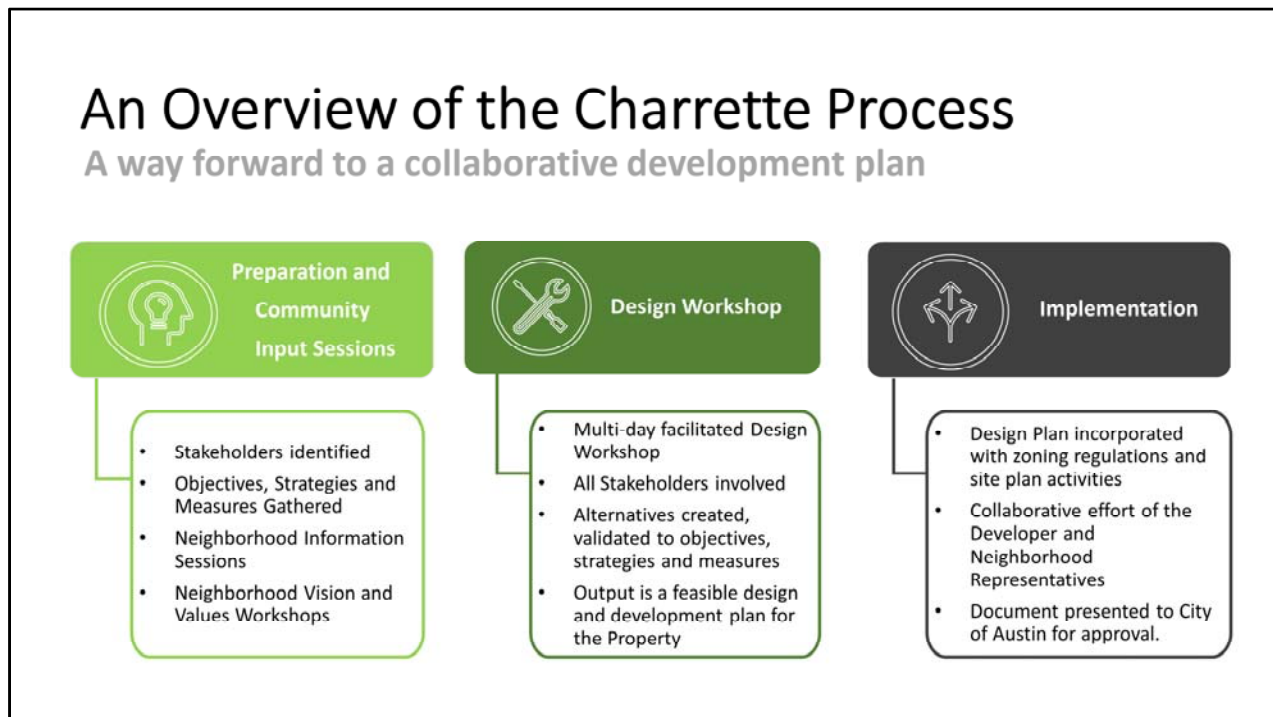 An Overview of the Charrette Process
A way forward to a collaborative development plan
Preparation and
Community
Input Sessions
• Stakeholders identified
• Objectives, Strategies and
Measures Gathered
• Neighborhood Information
Sessions
• Neighborhood Vision and
Values Workshops
Design Workshop
• Multi-day facilitated Design
Workshop
• All Stakeholders involved
• Alternatives created,
validated to objectives,
strategies and measures
• Output is a feasible design
and development plan for
the Property
Implementation
• Design Plan incorporated
with zoning regulations and
site plan activities
• Collaborative effort of the
Developer and
Neighborhood
Representatives
• Document presented to City
of Austin for approval.